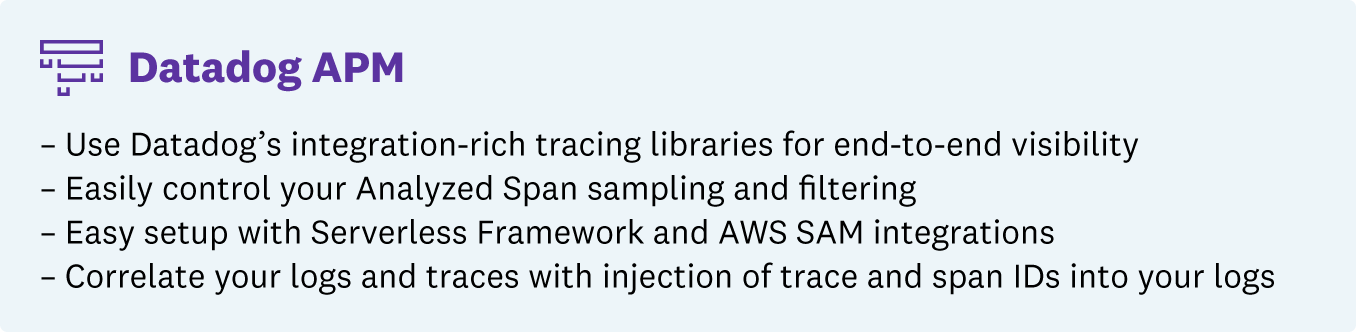 Datadog APM
– Use Datadog’s integration-rich tracing libraries for end-to-end visibility
– Easily control your Analyzed Span sampling and filtering
– Easy setup with Serverless Framework and AWS SAM integrations
– Correlate your logs and traces with injection of trace and span IDs into your logs